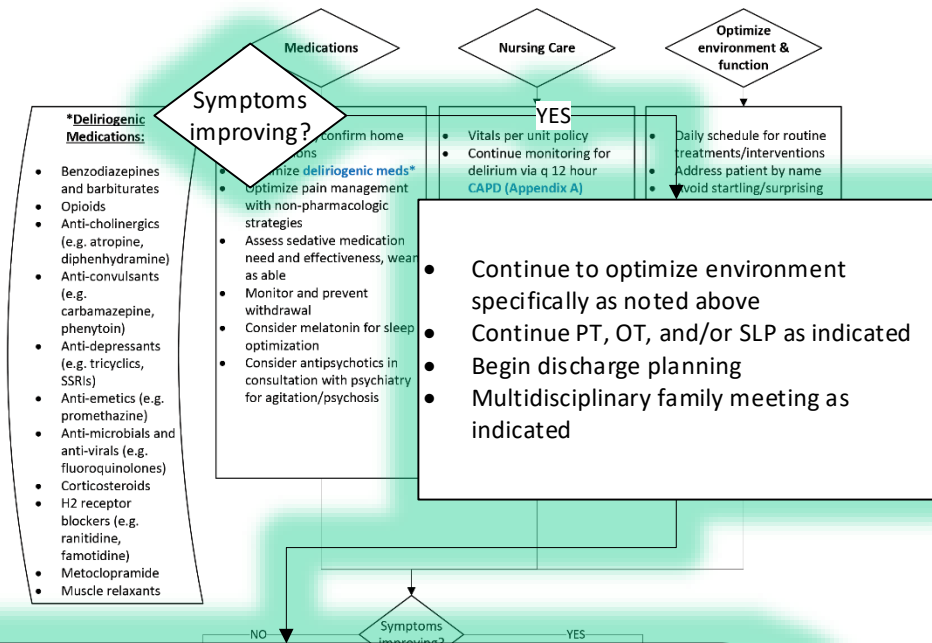 Medications
Nursing Care
Optimize
environment &
function
Symptoms
improving?
YES
*Deliriogenic
Medications:
• Benzodiazepines
and barbiturates
• Opioids
• Anti-cholinergics
(e.g. atropine,
diphenhydramine)
• Anti-convulsants
(e.g.
carbamazepine,
phenytoin)
• Anti-depressants
(e.g. tricyclics,
SSRIs)
• Anti-emetics (e.g.
promethazine)
• Anti-microbials and
anti-virals (e.g.
fluoroquinolones)
• Corticosteroids
• H2 receptor
blockers (e.g.
ranitidine,
famotidine)
• Metoclopramide
• Muscle relaxants
confirm home
deliriogenic meds*
• Optimize pain management
with non-pharmacologic
strategies
• Assess sedative medication
need and effectiveness, wean
as able
• Monitor and prevent
withdrawal
• Consider melatonin for sleep
optimization
• Consider antipsychotics in
consultation with psychiatry
for agitation/psychosis
• Vitals per unit policy
• Continue monitoring for
delirium via q 12 hour
CAPD (Appendix A)
• Daily schedule for routine
treatments/interventions
• Address patient by name
• Avoid startling/surprising
• Continue to optimize environment
specifically as noted above
• Continue PT, OT, and/or SLP as indicated
• Begin discharge planning
• Multidisciplinary family meeting as
indicated
NO
Symptoms
improving?
YES